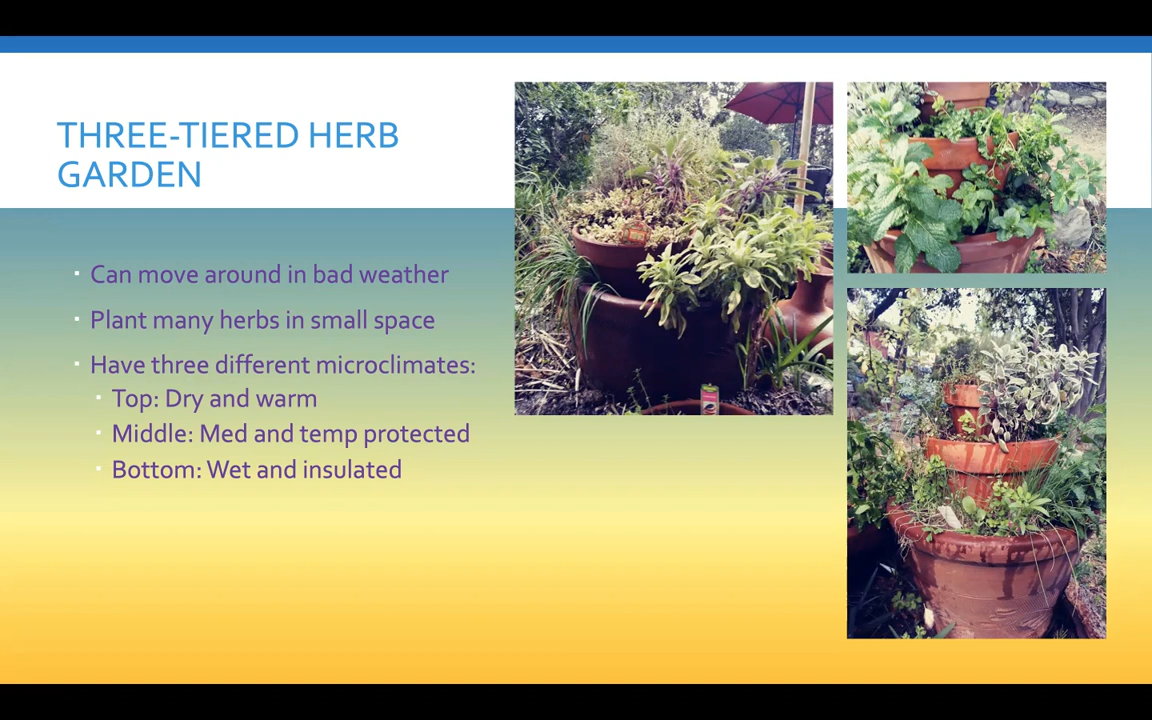 THREE-TIERED HERB
GARDEN
Can move around in bad weather
Plant many herbs in small space
Have three different microclimates:
Top: Dry and warm
Middle: Med and temp protected
Bottom: Wet and insulated